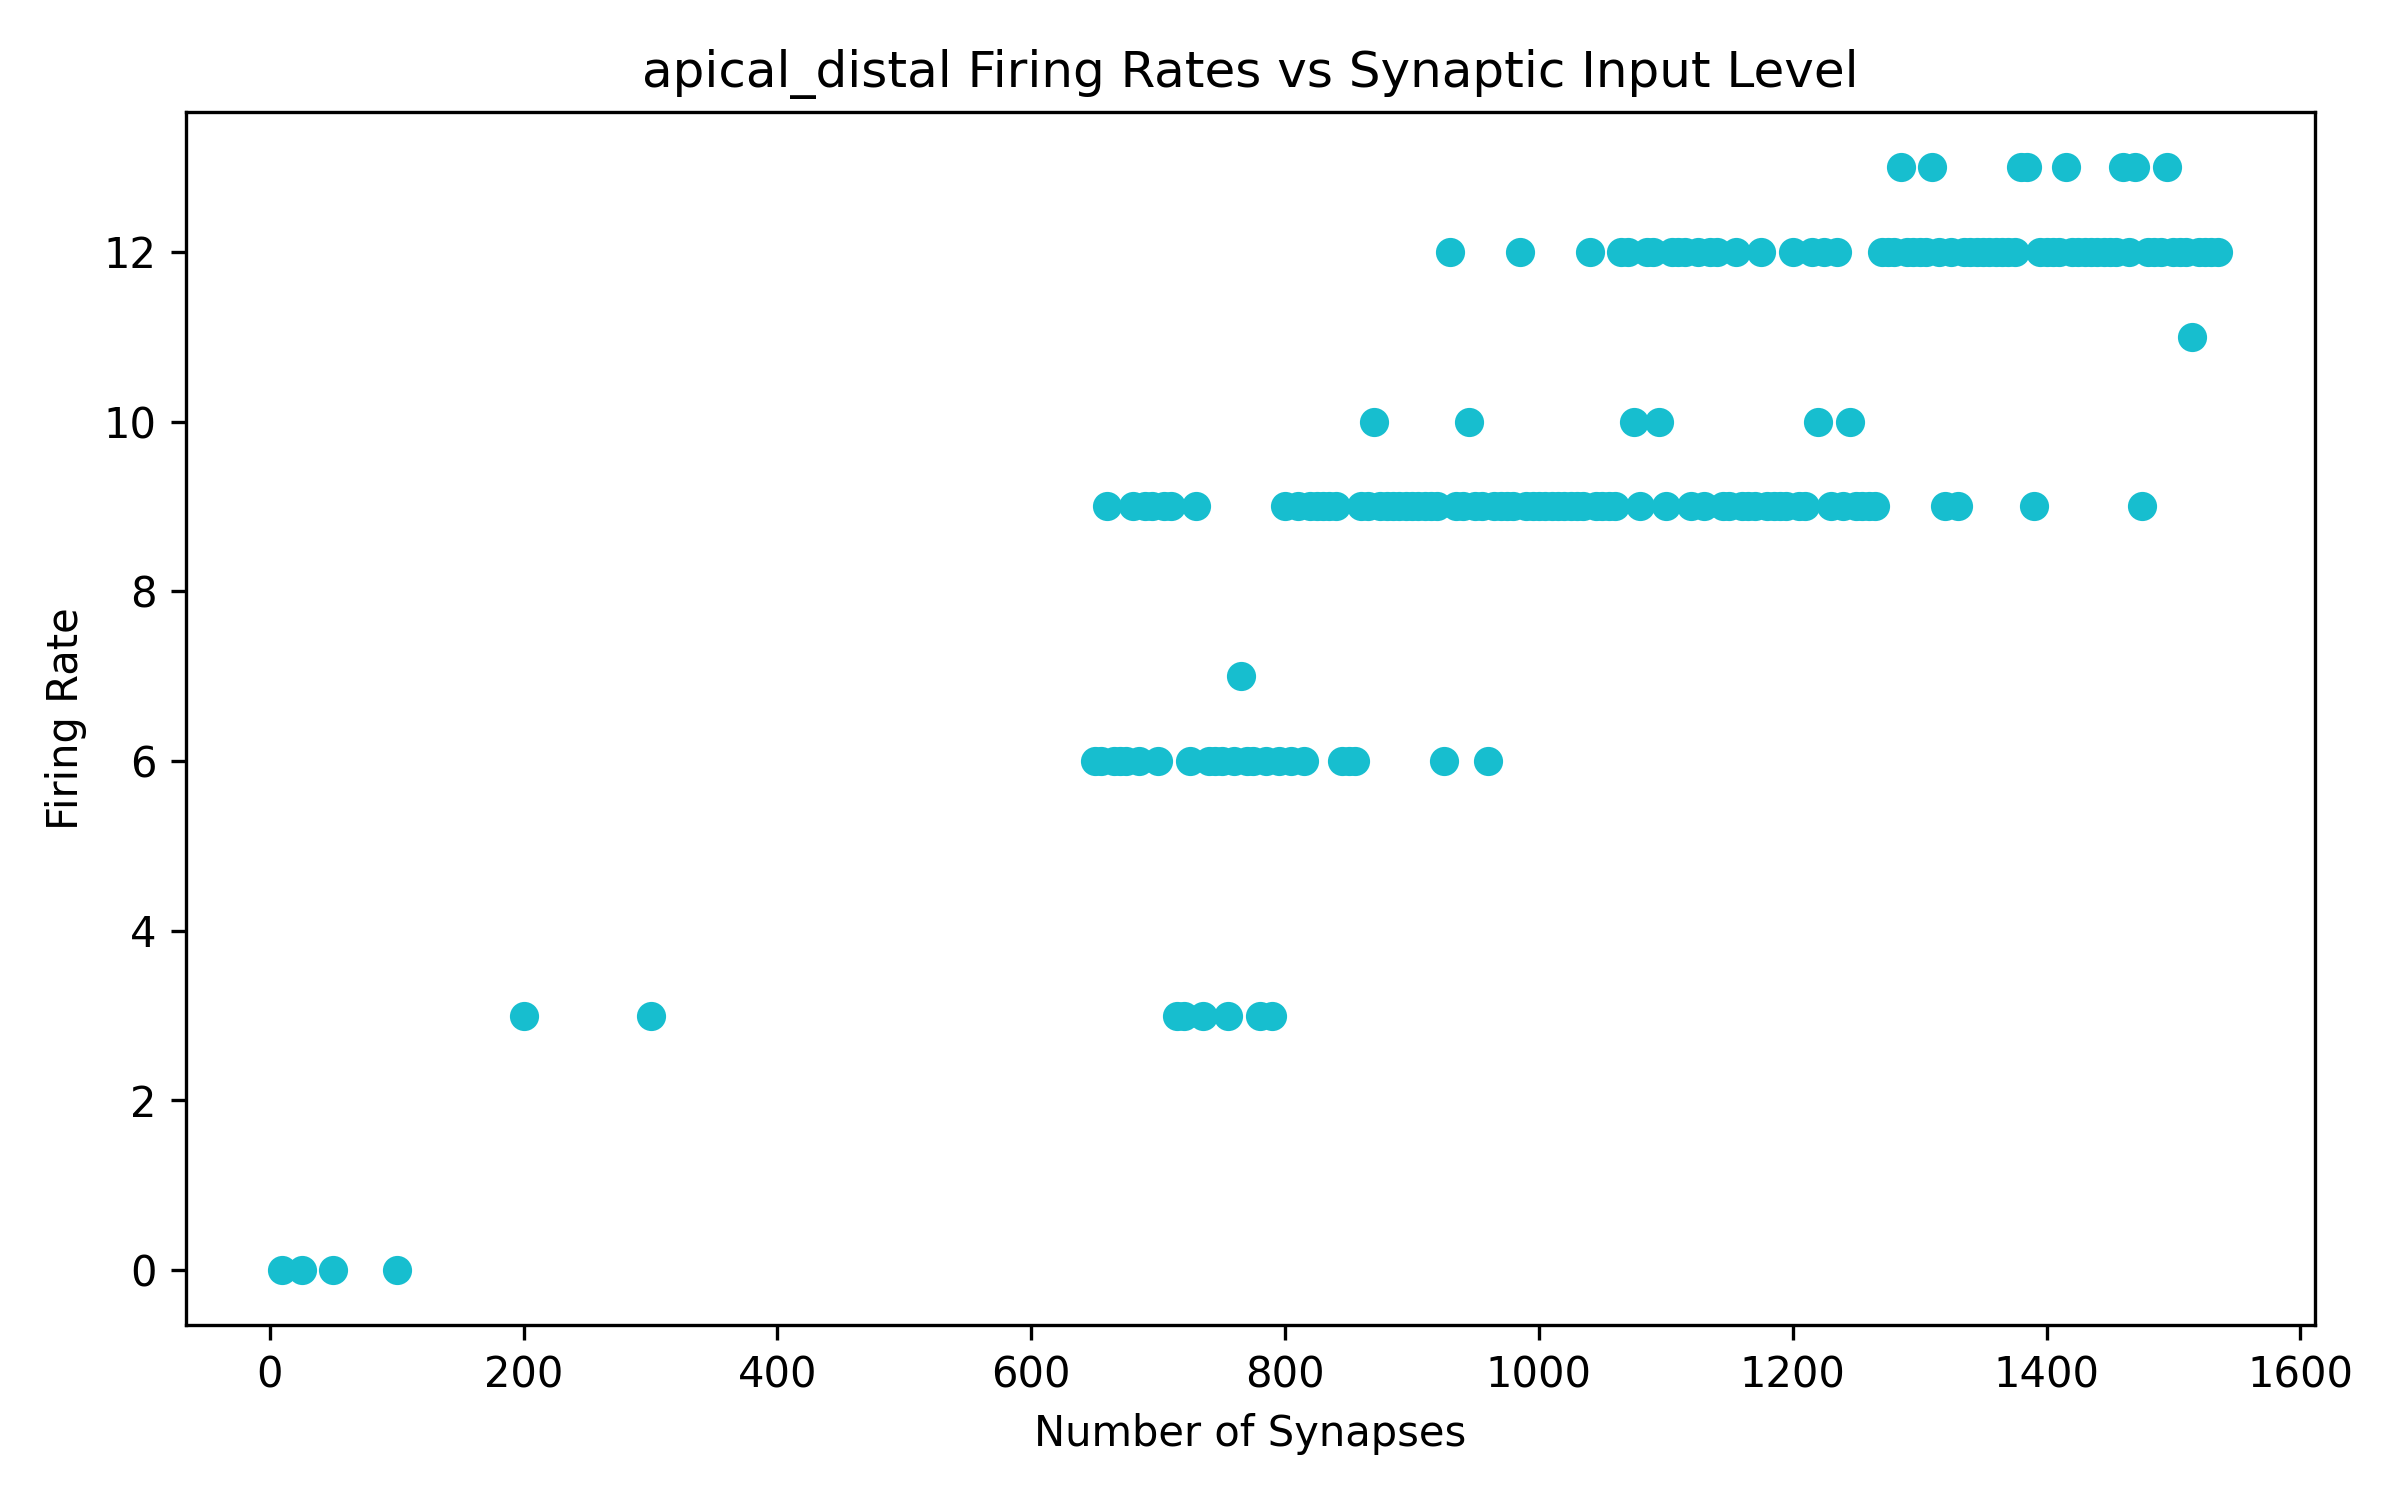 apical_distal Firing Rates vs Synaptic Input Level
12
10
8
6
4
2
0
Firing Rate
0 200 400 600 800 1000 1200 1400 1600
Number of Synapses